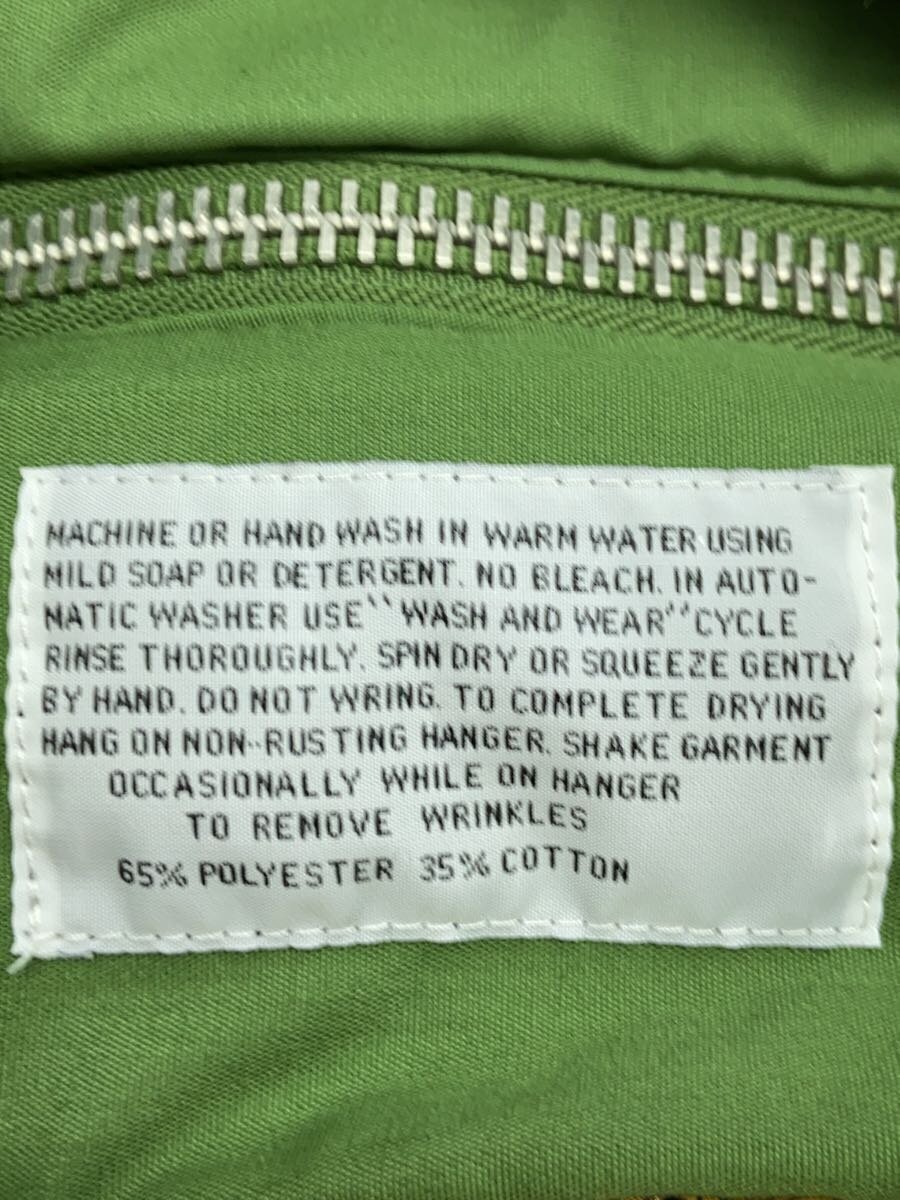 MACHINE OR HAND WASH IN WARM WATER USING
MILD SOAP OR DETERGENT. NO BLEACH. IN AUTO-
MATIC WASHER USE "WASH AND WEAR" CYCLE
RINSE THOROUGHLY. SPIN DRY OR SQUEEZE GENTLY
BY HAND. DO NOT WRING. TO COMPLETE DRYING
HANG ON NON-RUSTING HANGER. SHAKE GARMENT
OCCASIONALLY WHILE ON HANGER
TO REMOVE WRINKLES
65% POLYESTER 35% COTTON